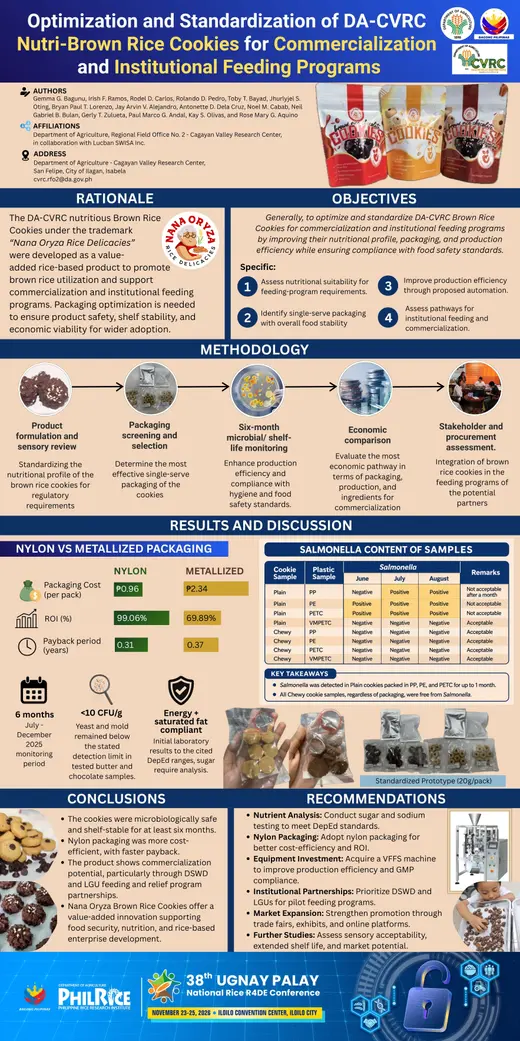 Optimization and Standardization of DA-CVRC
Nutri-Brown Rice Cookies for Commercialization
and Institutional Feeding Programs
BAGONG PILIPINAS
CVRC
AUTHORS
Gemma G. Bagunu, Irish F. Ramos, Rodel D. Carlos, Rolando D. Pedro, Toby T. Bayad, Jhurlyjei S.
Oting, Bryan Paul T. Lorenzo, Jay Arvin V. Alejandro, Antonette D. Dela Cruz, Noel M. Cabab, Neil
Gabriel B. Bulan, Gerly T. Zulueta, Paul Marco G. Andal, Kay S. Olivas, and Rose Mary G. Aquino
AFFILIATIONS
Department of Agriculture, Regional Field Office No. 2 - Cagayan Valley Research Center,
in collaboration with Lucban SWISA Inc.
ADDRESS
Department of Agriculture - Cagayan Valley Research Center,
San Felipe, City of Ilagan, Isabela
cvrc.rfo2@da.gov.ph
COOKIES
RATIONALE
The DA-CVRC nutritious Brown Rice
Cookies under the trademark
“Nana Oryza Rice Delicacies”
were developed as a value-
added rice-based product to promote
brown rice utilization and support
commercialization and institutional feeding
programs. Packaging optimization is needed
to ensure product safety, shelf stability, and
economic viability for wider adoption.
NANA ORYZA
RICE DELICACIES
OBJECTIVES
Generally, to optimize and standardize DA-CVRC Brown Rice
Cookies for commercialization and institutional feeding programs
by improving their nutritional profile, packaging, and production
efficiency while ensuring compliance with food safety standards.
Specific:
1 Assess nutritional suitability for
feeding-program requirements.
2 Identify single-serve packaging
with overall food stability
3 Improve production efficiency
through proposed automation.
4 Assess pathways for
institutional feeding and
commercialization.
METHODOLOGY
Product
formulation and
sensory review
Standardizing the
nutritional profile of the
brown rice cookies for
regulatory
requirements
Packaging
screening and
selection
Determine the most
effective single-serve
packaging of the
cookies
Six-month
microbial/ shelf-
life monitoring
Enhance production
efficiency and
compliance with
hygiene and food
safety standards.
Economic
comparison
Evaluate the most
economic pathway in
terms of packaging,
production, and
ingredients for
commercialization
Stakeholder and
procurement
assessment.
Integration of brown
rice cookies in the
feeding programs of
the potential
partners
RESULTS AND DISCUSSION
NYLON VS METALLIZED PACKAGING
NYLON METALLIZED
Packaging Cost
(per pack)
₱0.96 ₱2.34
ROI (%) 99.06% 69.89%
Payback period
(years)
0.31 0.37
SALMONELLA CONTENT OF SAMPLES
Cookie
Sample
Plastic
Sample
Salmonella
June July August
Remarks
Plain PP Negative Positive Positive Not acceptable
after a month
Plain PE Positive Positive Positive Not acceptable
Plain PETC Positive Positive Positive Not acceptable
Plain VMPETC Negative Negative Negative Acceptable
Chewy PP Negative Negative Negative Acceptable
Chewy PE Negative Negative Negative Acceptable
Chewy PETC Negative Negative Negative Acceptable
Chewy VMPETC Negative Negative Negative Acceptable
KEY TAKEAWAYS
• Salmonella was detected in Plain cookies packed in PP, PE, and PETC for up to 1 month.
• All Chewy cookie samples, regardless of packaging, were free from Salmonella.
6 months
July -
December
2025
monitoring
period
<10 CFU/g
Yeast and mold
remained below
the stated
detection limit in
tested butter and
chocolate samples.
Energy +
saturated fat
compliant
Initial laboratory
results to the cited
DepEd ranges, sugar
require analysis.
Standardized Prototype (20g/pack)
CONCLUSIONS
• The cookies were microbiologically safe
and shelf-stable for at least six months.
• Nylon packaging was more cost-
efficient, with faster payback.
• The product shows commercialization
potential, particularly through DSWD
and LGU feeding and relief program
partnerships.
• Nana Oryza Brown Rice Cookies offer a
value-added innovation supporting
food security, nutrition, and rice-based
enterprise development.
RECOMMENDATIONS
• Nutrient Analysis: Conduct sugar and sodium
testing to meet DepEd standards.
• Nylon Packaging: Adopt nylon packaging for
better cost-efficiency and ROI.
• Equipment Investment: Acquire a VFFS machine
to improve production efficiency and GMP
compliance.
• Institutional Partnerships: Prioritize DSWD and
LGUs for pilot feeding programs.
• Market Expansion: Strengthen promotion through
trade fairs, exhibits, and online platforms.
• Further Studies: Assess sensory acceptability,
extended shelf life, and market potential.
BAGONG PILIPINAS
DEPARTMENT OF AGRICULTURE
PHILRICE
PHILIPPINE RICE RESEARCH INSTITUTE
38th UGNAY PALAY
National Rice R4DE Conference
NOVEMBER 23-25, 2026 • ILOILO CONVENTION CENTER, ILOILO CITY